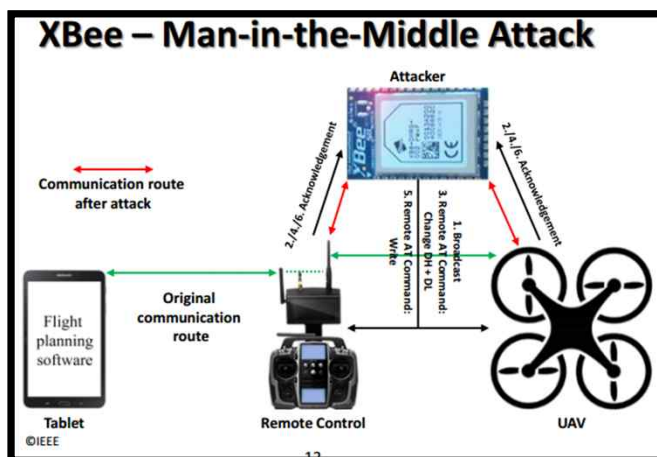 XBee – Man-in-the-Middle Attack
Attacker
XBee
Communication route
after attack
2./4./6. Acknowledgement
5. Remote AT Command:
Write
3. Remote AT Command:
Change DH + DL
1. Broadcast
2./4./6. Acknowledgement
Original
communication
route
Flight
planning
software
Tablet
Remote Control
UAV
©IEEE